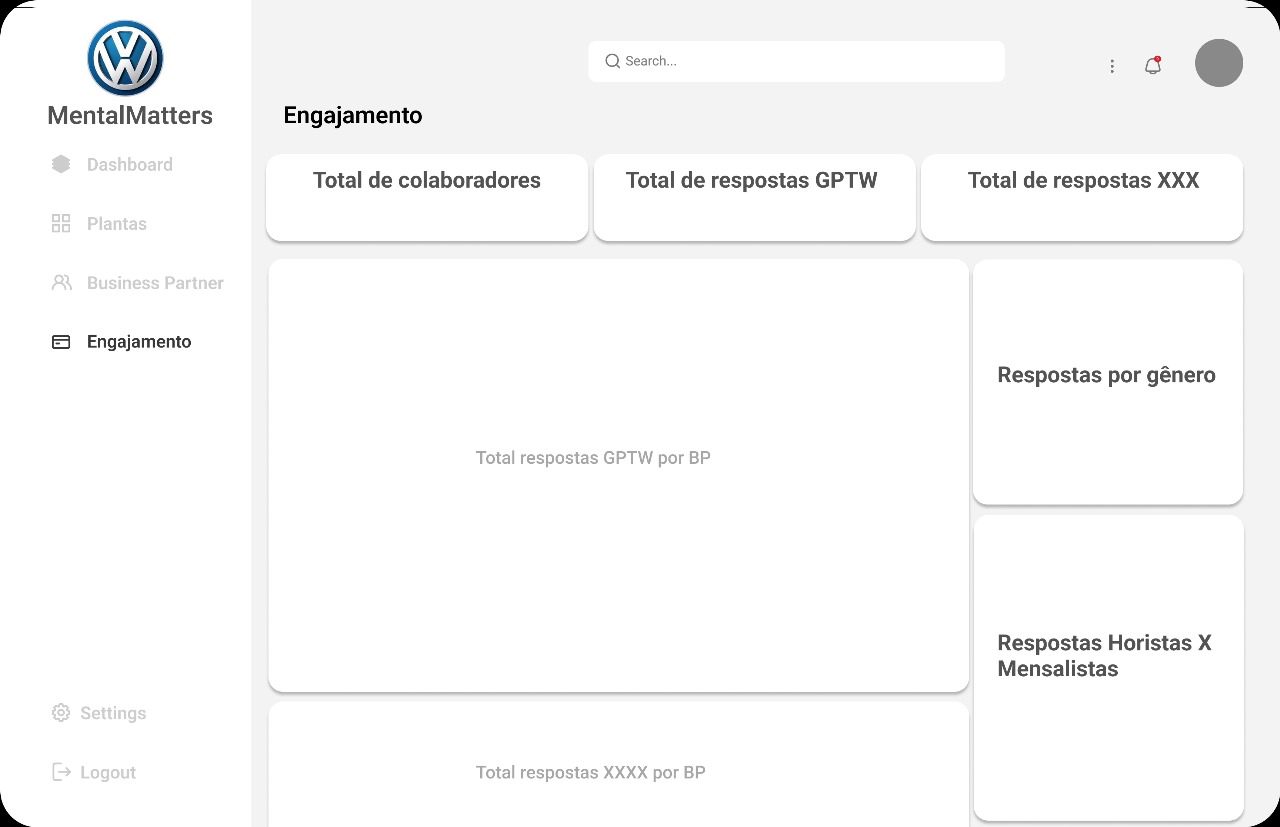 MentalMatters
Dashboard
Plantas
Business Partner
Engajamento
Settings
Logout
Search...
Engajamento
Total de colaboradores
Total de respostas GPTW
Total de respostas XXX
Total respostas GPTW por BP
Respostas por gênero
Respostas Horistas X
Mensalistas
Total respostas XXXX por BP